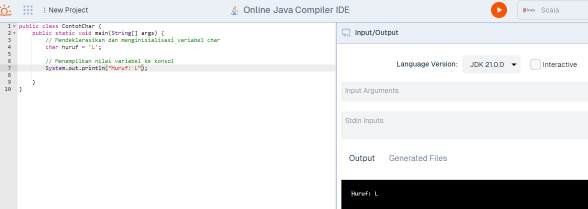 New Project
Online Java Compiler IDE
Scala
1 public class ContohChar {
2 public static void main(String[] args) {
3 // Mendeklarasikan dan menginisialisasi variabel char
4 char huruf = 'L';
5
6 // Menampilkan nilai variabel ke konsol
7 System.out.println("Huruf: L");
8
9 }
10 }
Input/Output
Language Version: JDK 21.0.0 Interactive
Input Arguments
Stdin Inputs
Output Generated Files
Huruf: L